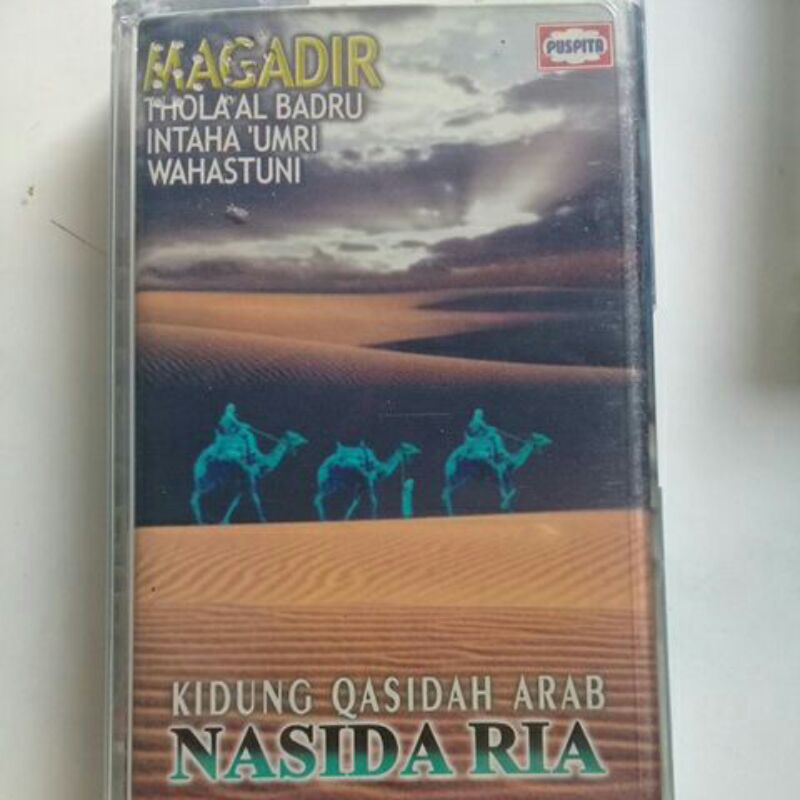 MAGADIR
PUSPITA
THOLA'AL BADRU
INTAHA 'UMRI
WAHASTUNI
KIDUNG QASIDAH ARAB
NASIDA RIA